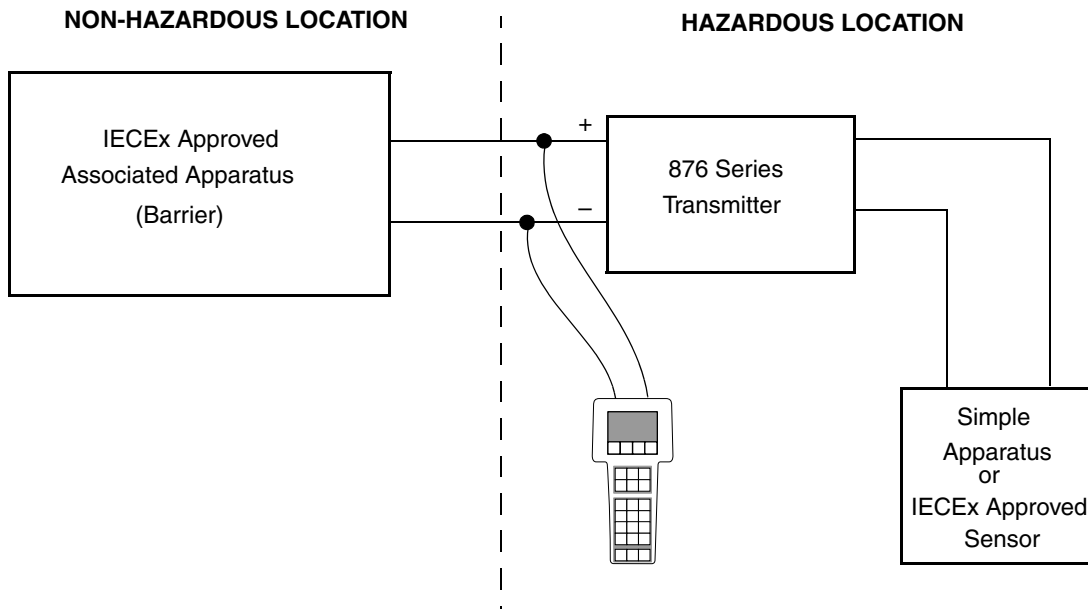 NON-HAZARDOUS LOCATION
HAZARDOUS LOCATION
IECEx Approved
Associated Apparatus
(Barrier)
+
–
876 Series
Transmitter
Simple
Apparatus
or
IECEx Approved
Sensor